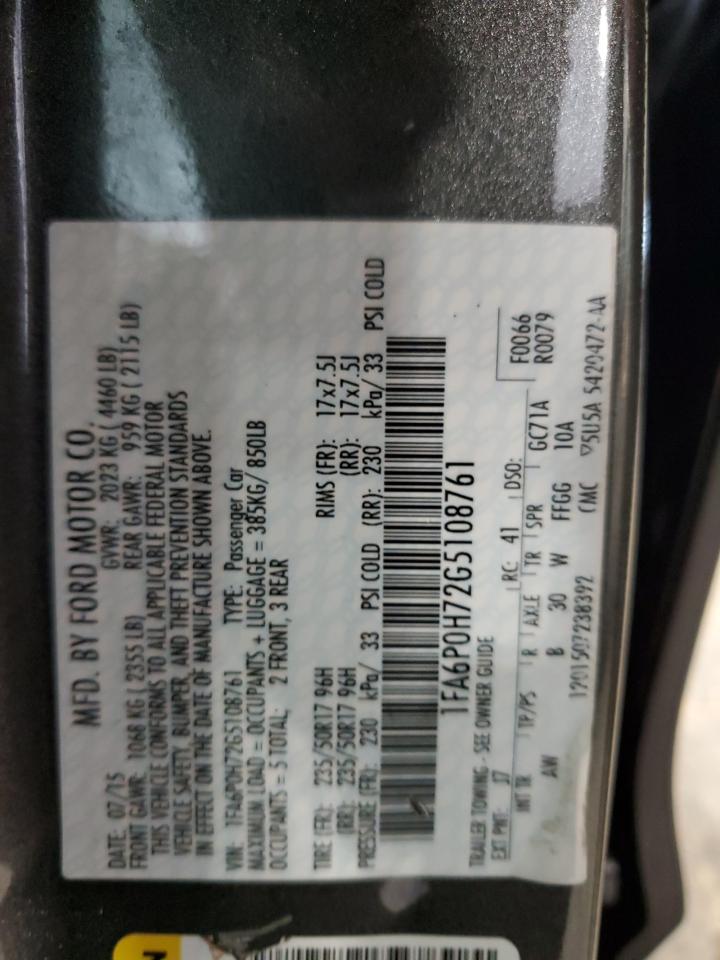 MFD. BY FORD MOTOR CO.
DATE: 07/15 GVWR: 2023 KG ( 4460 LB)
FRONT GAWR: 1068 KG ( 2355 LB) REAR GAWR: 959 KG ( 2115 LB)
THIS VEHICLE CONFORMS TO ALL APPLICABLE FEDERAL MOTOR
VEHICLE SAFETY, BUMPER, AND THEFT PREVENTION STANDARDS
IN EFFECT ON THE DATE OF MANUFACTURE SHOWN ABOVE.
VIN: 1FA6P0H72G5108761 TYPE: Passenger Car
MAXIMUM LOAD = OCCUPANTS + LUGGAGE = 385KG/ 850LB
OCCUPANTS = 5 TOTAL: 2 FRONT, 3 REAR
TIRE (FR): 235/50R17 96H RIMS (FR): 17x7.5J
(RR): 235/50R17 96H (RR): 17x7.5J
PRESSURE (FR): 230 kPa/ 33 PSI COLD (RR): 230 kPa/ 33 PSI COLD
1FA6P0H72G5108761
TRAILER TOWING - SEE OWNER GUIDE
EXT PNT: J7 RC: 41 DSO: F0066
R0079
INT TR TP/PS R AXLE TR SPR GC71A
AW B 30 W FFGG 10A
1201507238392 CMC ▽5U5A 5420472-AA
N